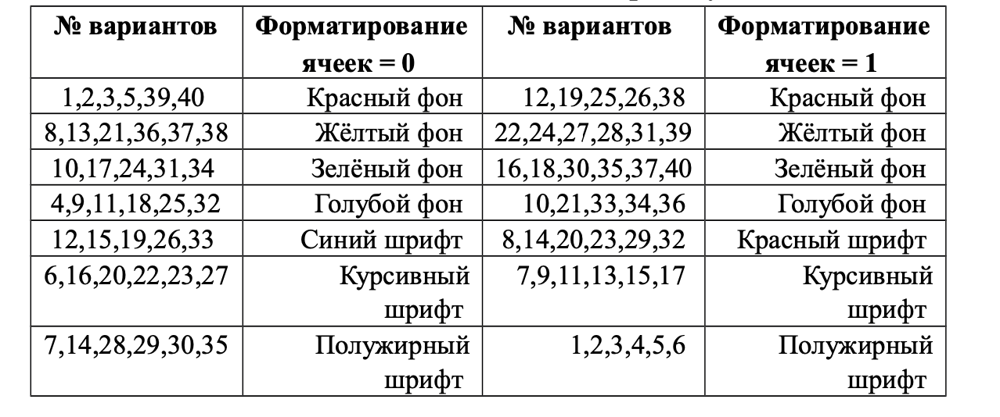 № вариантов Форматирование ячеек = 0 № вариантов Форматирование ячеек = 1
1,2,3,5,39,40 Красный фон 12,19,25,26,38 Красный фон
8,13,21,36,37,38 Жёлтый фон 22,24,27,28,31,39 Жёлтый фон
10,17,24,31,34 Зелёный фон 16,18,30,35,37,40 Зелёный фон
4,9,11,18,25,32 Голубой фон 10,21,33,34,36 Голубой фон
12,15,19,26,33 Синий шрифт 8,14,20,23,29,32 Красный шрифт
6,16,20,22,23,27 Курсивный шрифт 7,9,11,13,15,17 Курсивный шрифт
7,14,28,29,30,35 Полужирный шрифт 1,2,3,4,5,6 Полужирный шрифт